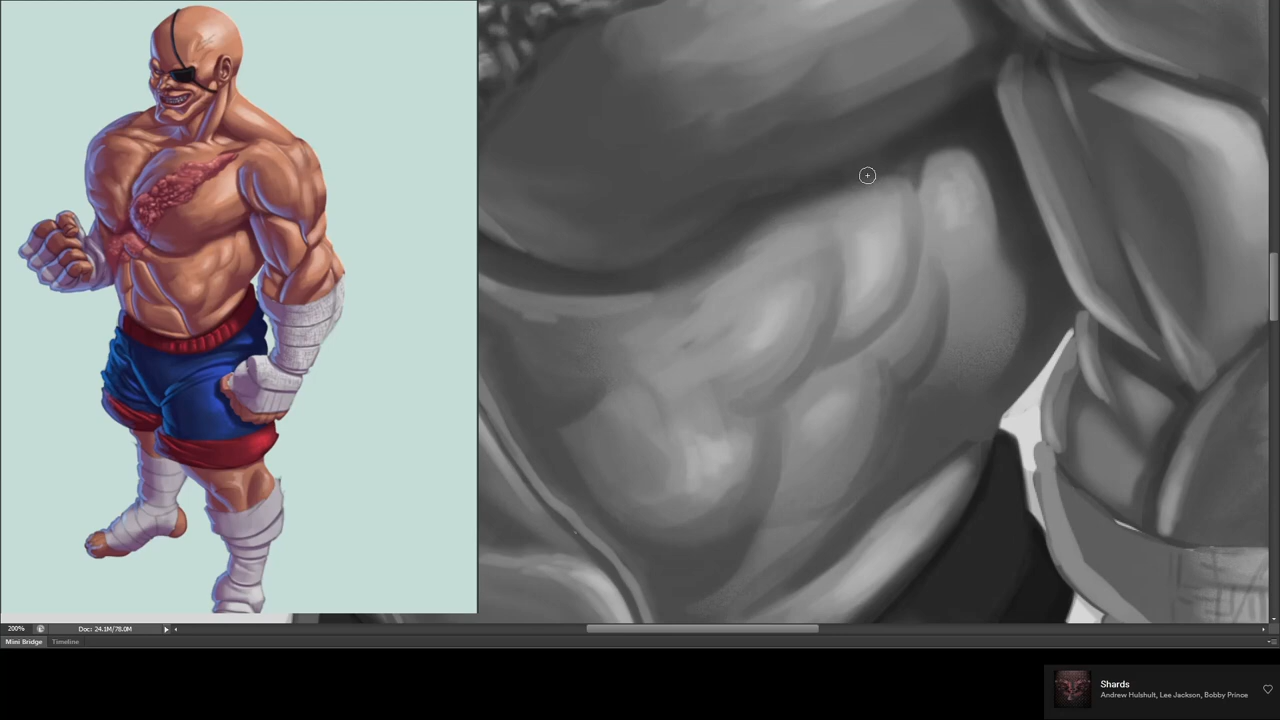 200%
Doc: 24.1M/78.0M
Mini Bridge
Timeline
Shards
Andrew Hulshult, Lee Jackson, Bobby Prince